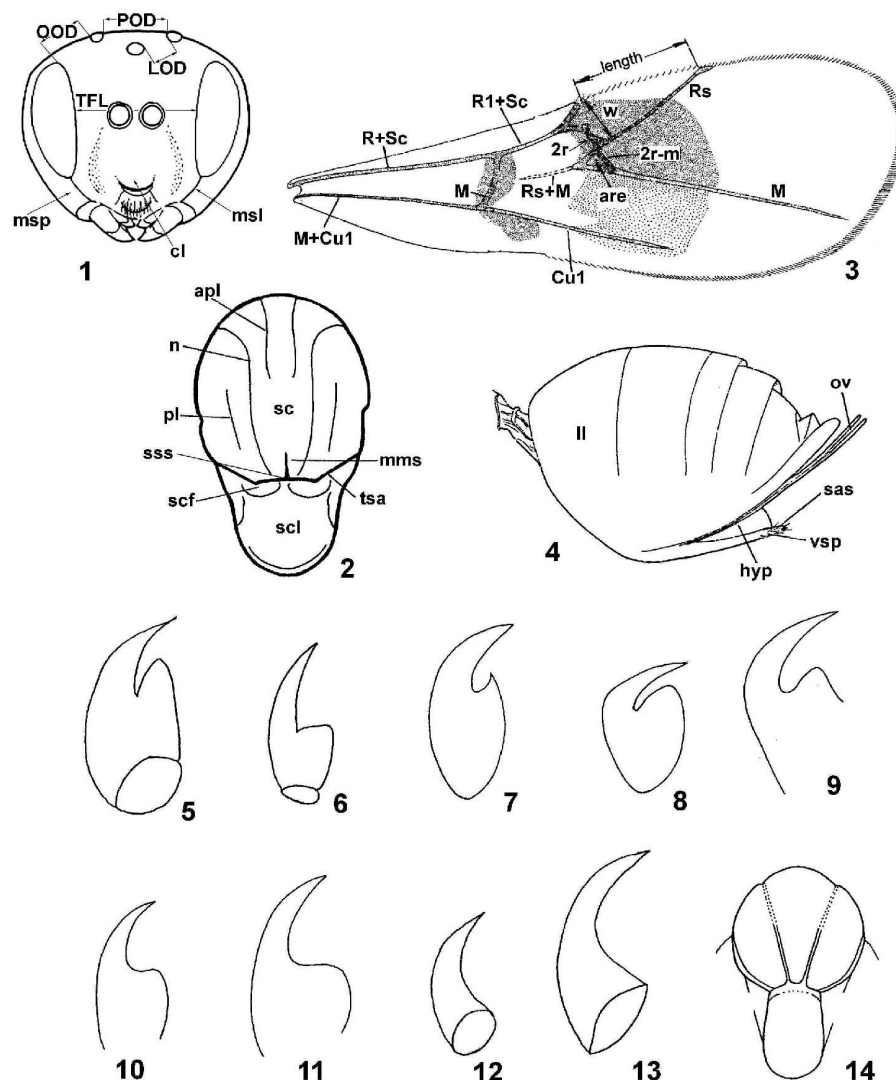 OOD POD
LOD
TFL
msp
cl
msl
1
length
w
R1+Sc
R+Sc
2r
Rs
2r-m
M
Rs+M
are
M
M+Cu1
Cu1
3
apl
n
sc
pl
sss
mms
scf
tsa
scl
2
II
ov
sas
vsp
hyp
4
5
6
7
8
9
10
11
12
13
14